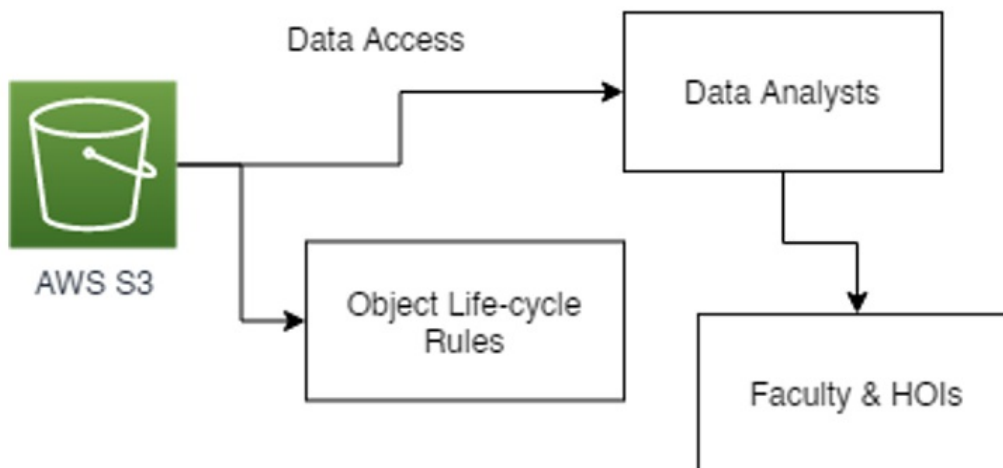 Data Access
Data Analysts
AWS S3
Object Life-cycle
Rules
Faculty & HOIs